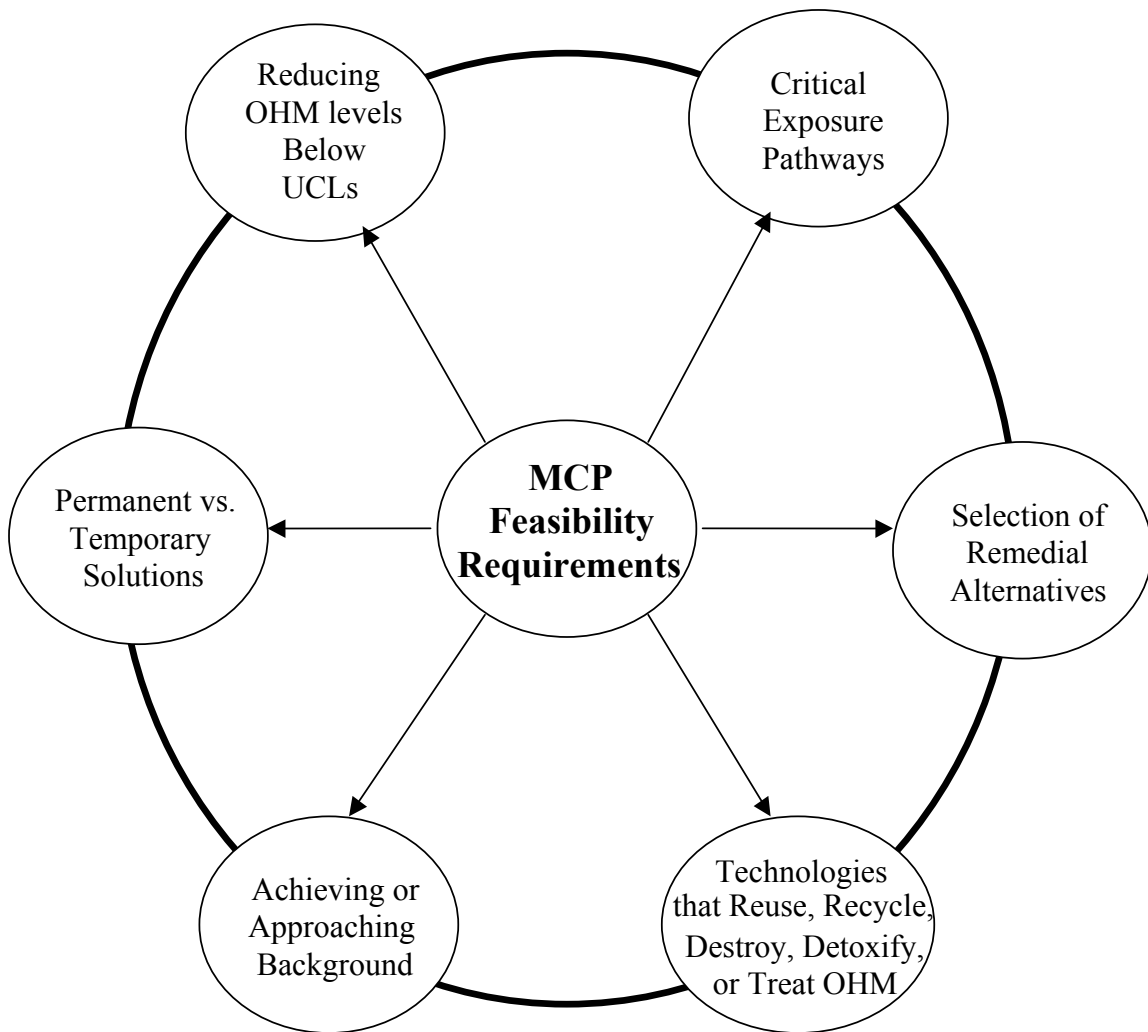 Reducing
OHM levels
Below
UCLs
Critical
Exposure
Pathways
Permanent vs.
Temporary
Solutions
MCP
Feasibility
Requirements
Selection of
Remedial
Alternatives
Achieving or
Approaching
Background
Technologies
that Reuse, Recycle,
Destroy, Detoxify,
or Treat OHM